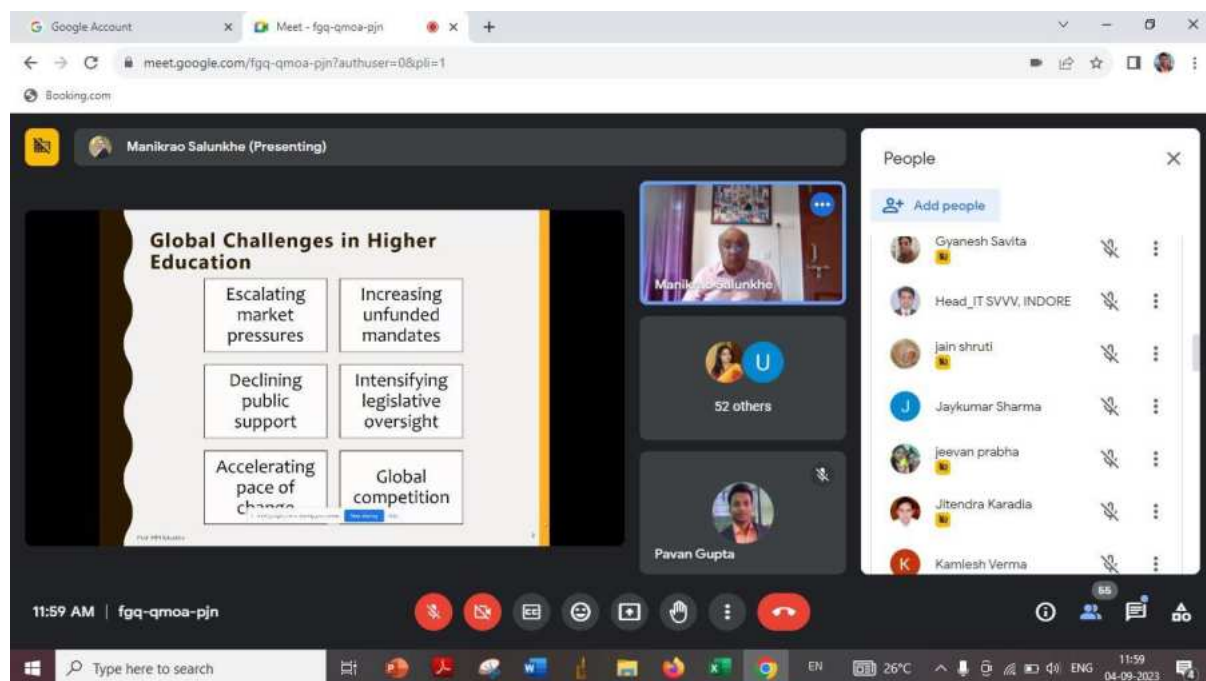 Google Account
Meet - fgq-qmoa-pjn
meet.google.com/fgq-qmoa-pjn?authuser=0&pli=1
Booking.com
Manikrao Salunkhe (Presenting)
Global Challenges in Higher
Education
Escalating
market
pressures
Increasing
unfunded
mandates
Declining
public
support
Intensifying
legislative
oversight
Accelerating
pace of
change
Global
competition
Manikrao Salunkhe
U
52 others
Pavan Gupta
People
Add people
Gyanesh Savita
Head_IT SVVV, INDORE
jain shruti
J
Jaykumar Sharma
jeevan prabha
Jitendra Karadia
K
Kamlesh Verma
11:59 AM | fgq-qmoa-pjn
CC
55
Type here to search
EN
26°C
ENG
11:59
04-09-2023